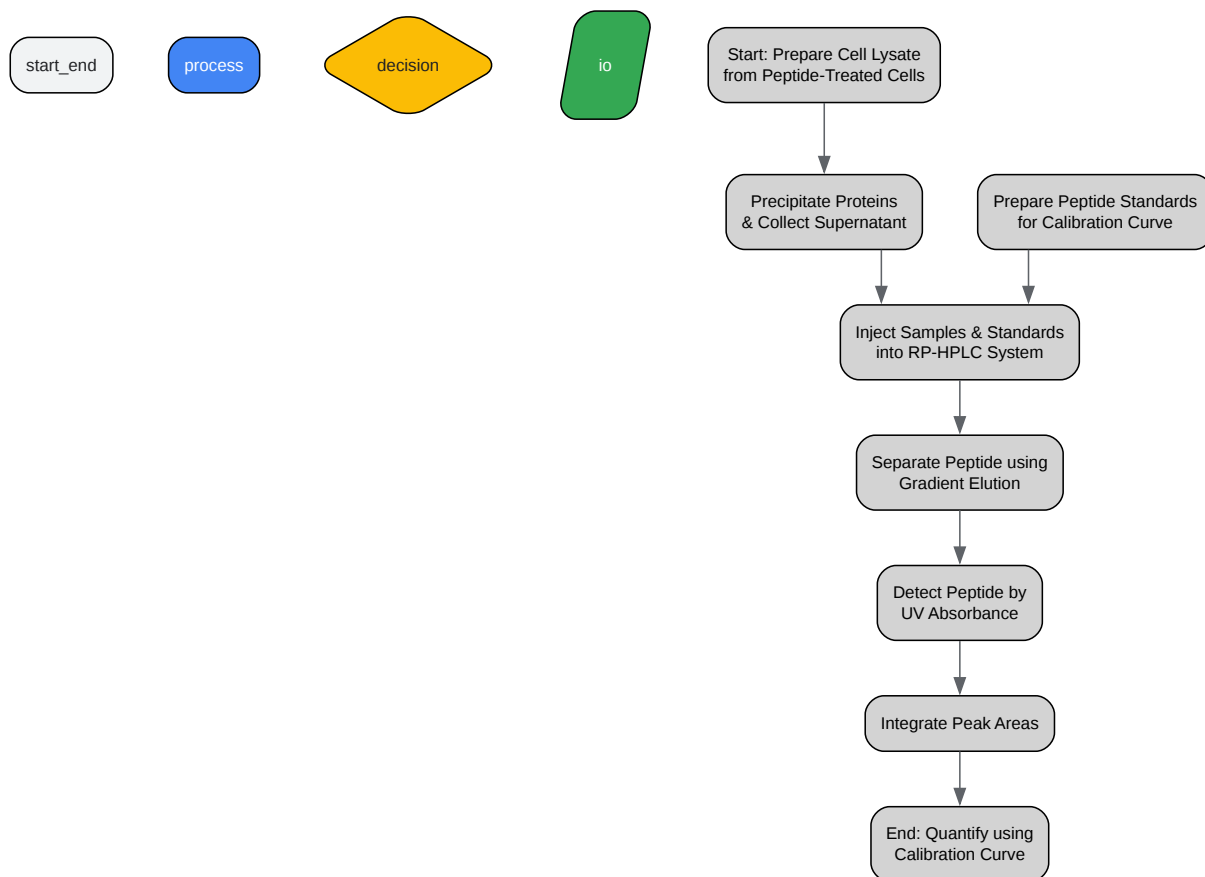 start_end
process
decision
io
Start: Prepare Cell Lysate
from Peptide-Treated Cells
Precipitate Proteins
& Collect Supernatant
Prepare Peptide Standards
for Calibration Curve
Inject Samples & Standards
into RP-HPLC System
Separate Peptide using
Gradient Elution
Detect Peptide by
UV Absorbance
Integrate Peak Areas
End: Quantify using
Calibration Curve